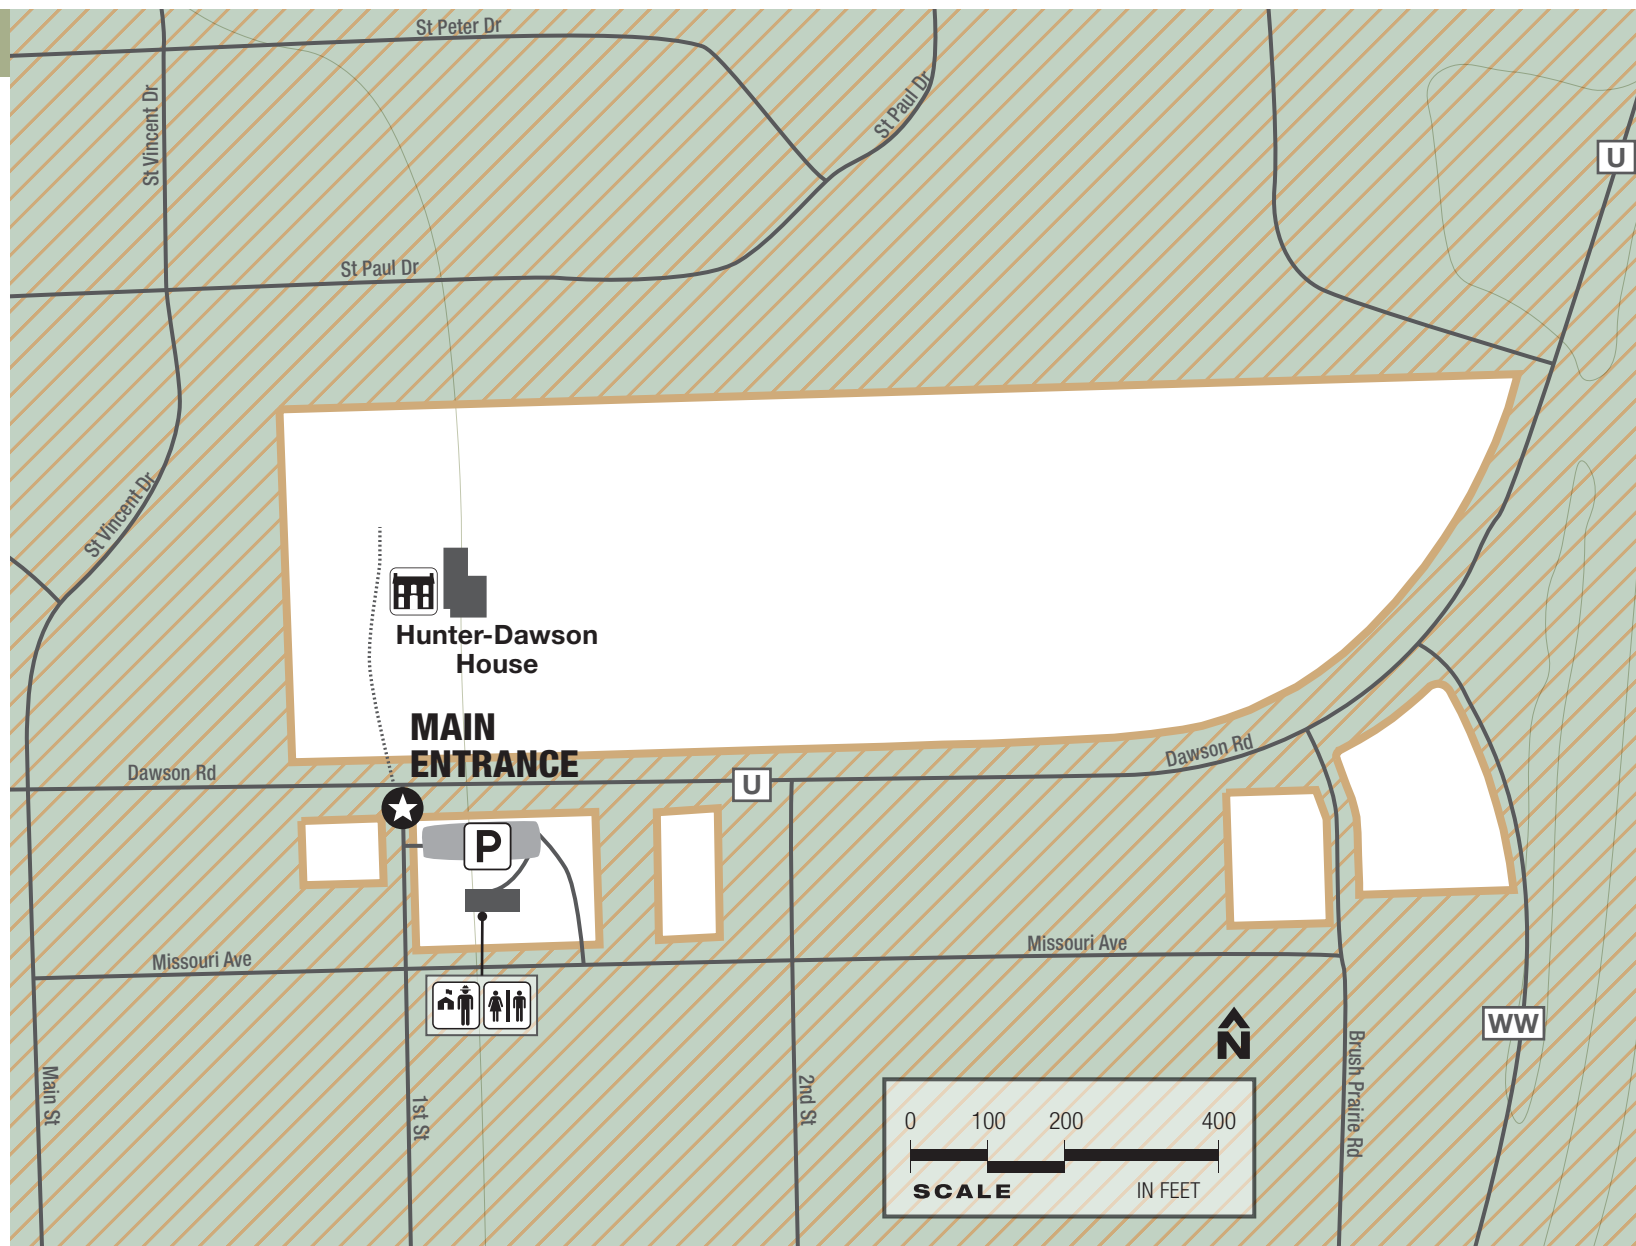 St Peter Dr
St Vincent Dr
St Paul Dr
U
St Paul Dr
St Vincent Dr
Hunter-Dawson
House
MAIN
ENTRANCE
Dawson Rd
U
Dawson Rd
P
Missouri Ave
Missouri Ave
WW
N
Main St
1st St
2nd St
Brush Prairie Rd
0 100 200 400
SCALE IN FEET